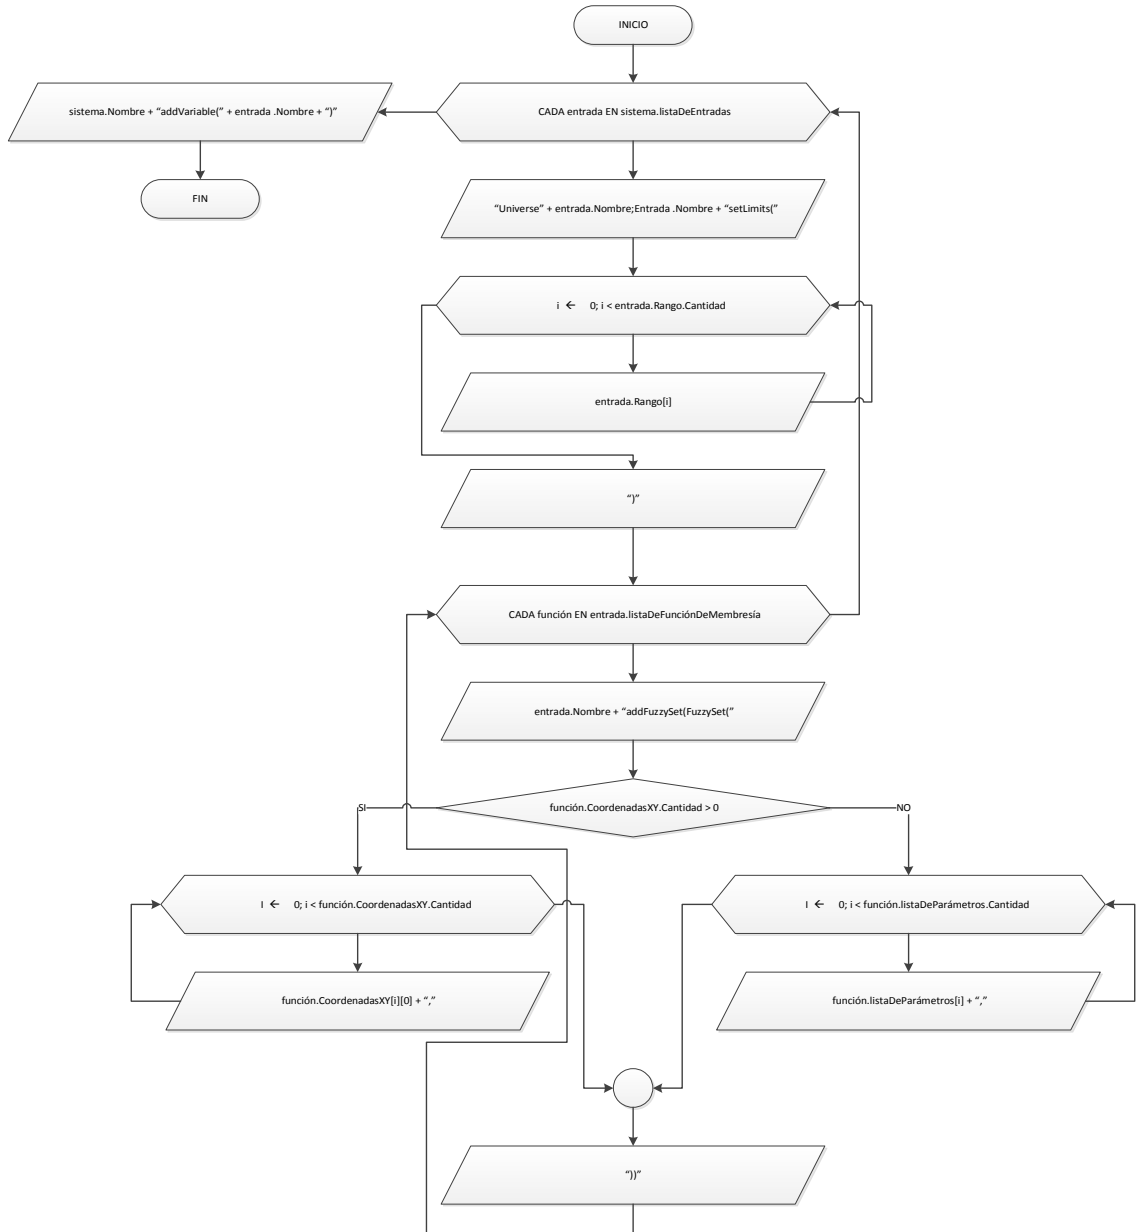 INICIO
sistema.Nombre + “addVariable(” + entrada .Nombre + “)”
CADA entrada EN sistema.listaDeEntradas
FIN
“Universe” + entrada.Nombre;Entrada .Nombre + “setLimits(”
i ← 0; i < entrada.Rango.Cantidad
entrada.Rango[i]
“)”
CADA función EN entrada.listaDeFunciónDeMembresía
entrada.Nombre + “addFuzzySet(FuzzySet(”
función.CoordenadasXY.Cantidad > 0
SI
NO
I ← 0; i < función.CoordenadasXY.Cantidad
I ← 0; i < función.listaDeParámetros.Cantidad
función.CoordenadasXY[i][0] + “,”
función.listaDeParámetros[i] + “,”
“))”